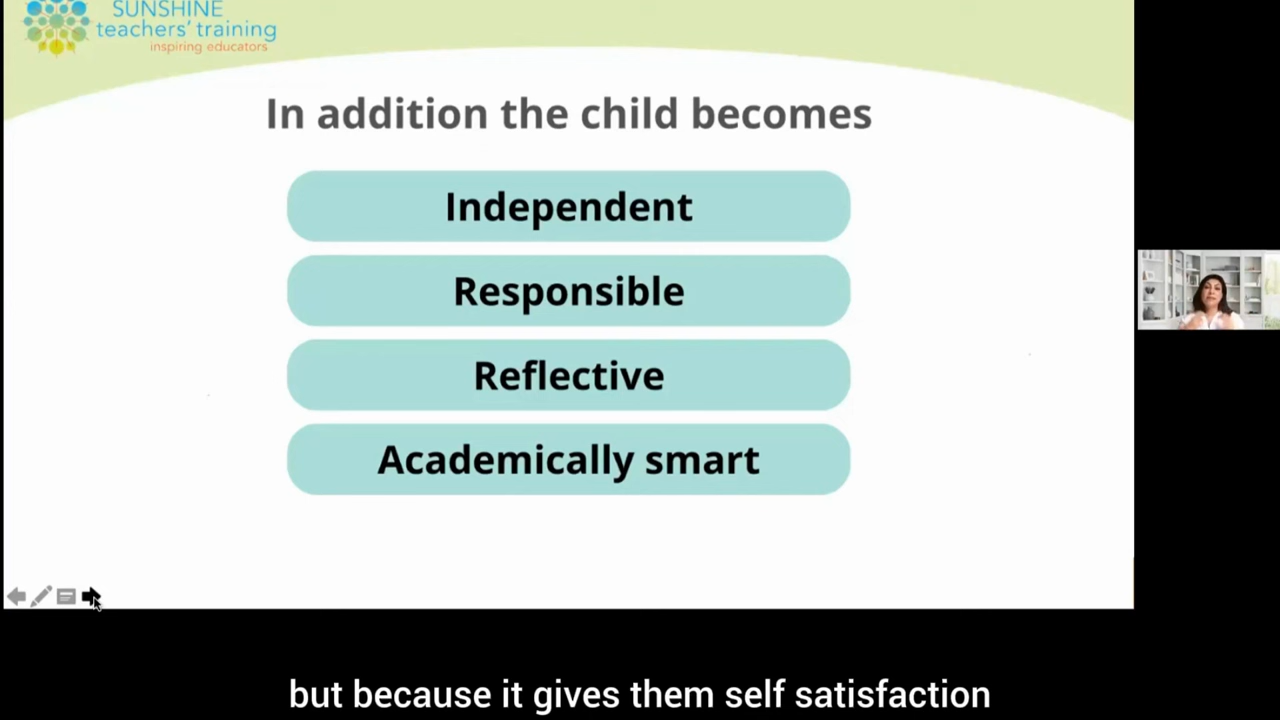 SUNSHINE
teachers' training
inspiring educators
In addition the child becomes
Independent
Responsible
Reflective
Academically smart
but because it gives them self satisfaction